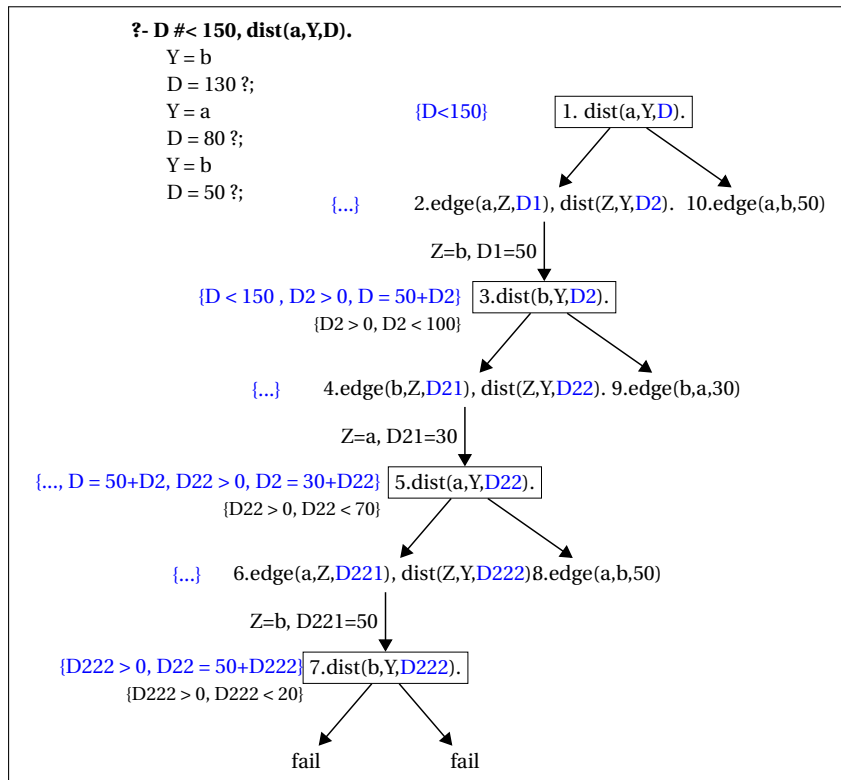 ?- D #< 150, dist(a,Y,D).
Y = b
D = 130 ?;
Y = a
D = 80 ?;
Y = b
D = 50 ?;
{D<150} 1. dist(a,Y,D).
{...} 2.edge(a,Z,D1), dist(Z,Y,D2). 10.edge(a,b,50)
Z=b, D1=50
{D < 150 , D2 > 0, D = 50+D2} 3.dist(b,Y,D2).
{D2 > 0, D2 < 100}
{...} 4.edge(b,Z,D21), dist(Z,Y,D22). 9.edge(b,a,30)
Z=a, D21=30
{..., D = 50+D2, D22 > 0, D2 = 30+D22} 5.dist(a,Y,D22).
{D22 > 0, D22 < 70}
{...} 6.edge(a,Z,D221), dist(Z,Y,D222) 8.edge(a,b,50)
Z=b, D221=50
{D222 > 0, D22 = 50+D222} 7.dist(b,Y,D222).
{D222 > 0, D222 < 20}
fail fail